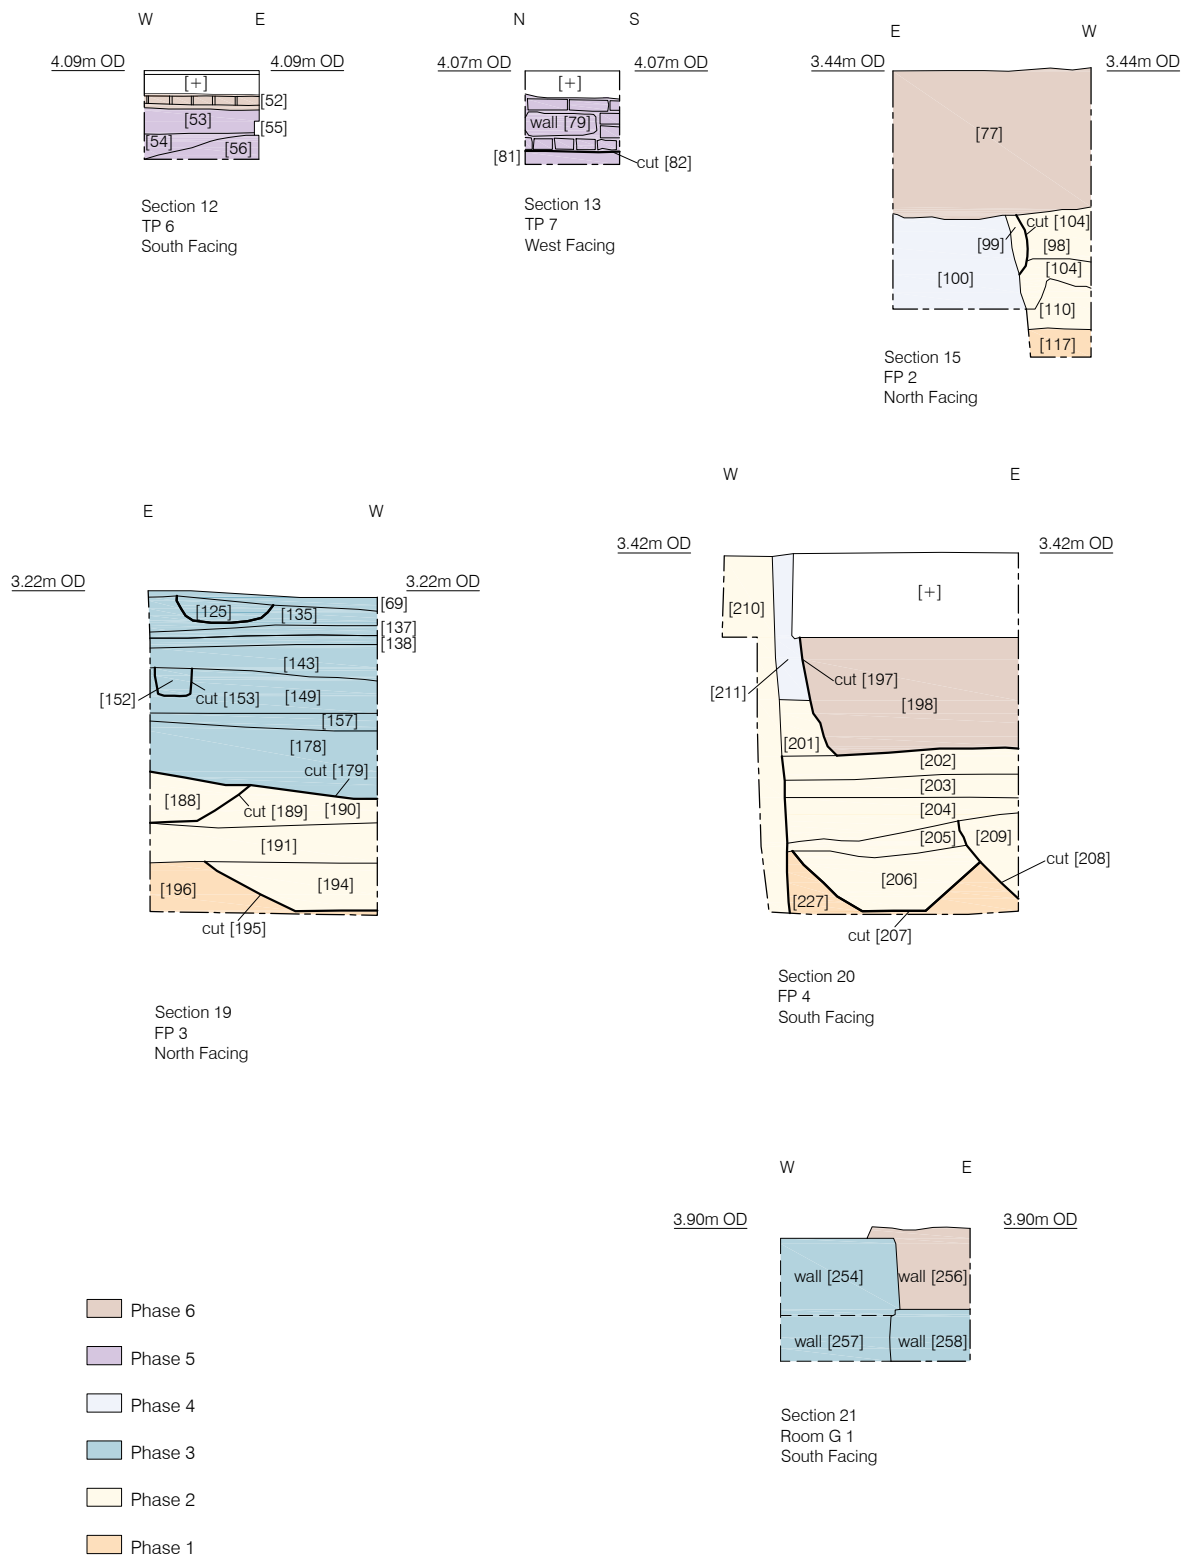 W E
4.09m OD 4.09m OD
[+]
[52]
[53]
[55]
[54]
[56]
Section 12
TP 6
South Facing
N S
4.07m OD 4.07m OD
[+]
wall [79]
[81]
cut [82]
Section 13
TP 7
West Facing
E W
3.44m OD 3.44m OD
[77]
cut [104]
[99] [98]
[104]
[100]
[110]
[117]
Section 15
FP 2
North Facing
E W
3.22m OD 3.22m OD
[69]
[125] [135]
[137]
[138]
[143]
[152] cut [153] [149]
[157]
[178]
cut [179]
[188] cut [189] [190]
[191]
[196] [194]
cut [195]
Section 19
FP 3
North Facing
W E
3.42m OD 3.42m OD
[+]
[210]
cut [197]
[211]
[198]
[201]
[202]
[203]
[204]
[205] [209]
cut [208]
[206]
[227]
cut [207]
Section 20
FP 4
South Facing
W E
3.90m OD 3.90m OD
wall [254] wall [256]
wall [257] wall [258]
Section 21
Room G 1
South Facing
Phase 6
Phase 5
Phase 4
Phase 3
Phase 2
Phase 1